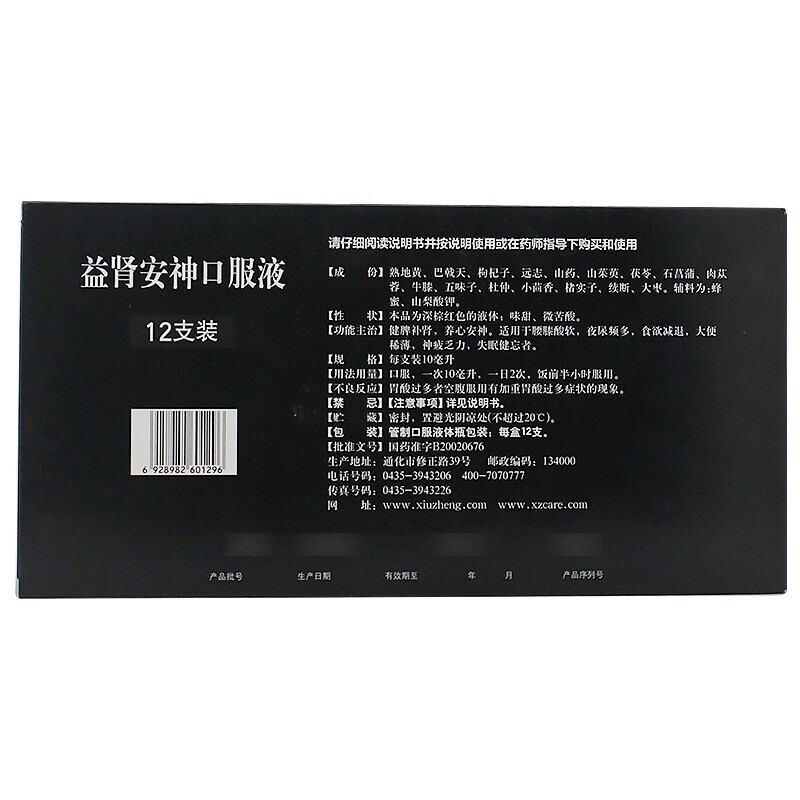 益肾安神口服液
12支装
6 928982 601296
请仔细阅读说明书并按说明使用或在药师指导下购买和使用
【成 份】熟地黄、巴戟天、枸杞子、远志、山药、山茱萸、茯苓、石菖蒲、肉苁
蓉、牛膝、五味子、杜仲、小茴香、楮实子、续断、大枣。辅料为:蜂
蜜、山梨酸钾。
【性 状】本品为深棕红色的液体;味甜、微苦酸。
【功能主治】健脾补肾,养心安神。适用于腰膝酸软,夜尿频多,食欲减退,大便
稀薄,神疲乏力、失眠健忘者。
【规 格】每支装10毫升
【用法用量】口服,一次10毫升,一日2次,饭前半小时服用。
【不良反应】胃酸过多者空腹服用有加重胃酸过多症状的现象。
【禁 忌】【注意事项】详见说明书。
【贮 藏】密封,置避光阴凉处(不超过20℃)。
【包 装】管制口服液体瓶包装;每盒12支。
【批准文号】国药准字B20020676
生产地址:通化市修正路39号 邮政编码:134000
电话号码:0435-3943206 400-7070777
传真号码:0435-3943226
网 址:www.xiuzheng.com www.xzcare.com
产品批号 生产日期 有效期至 年 月 产品序列号